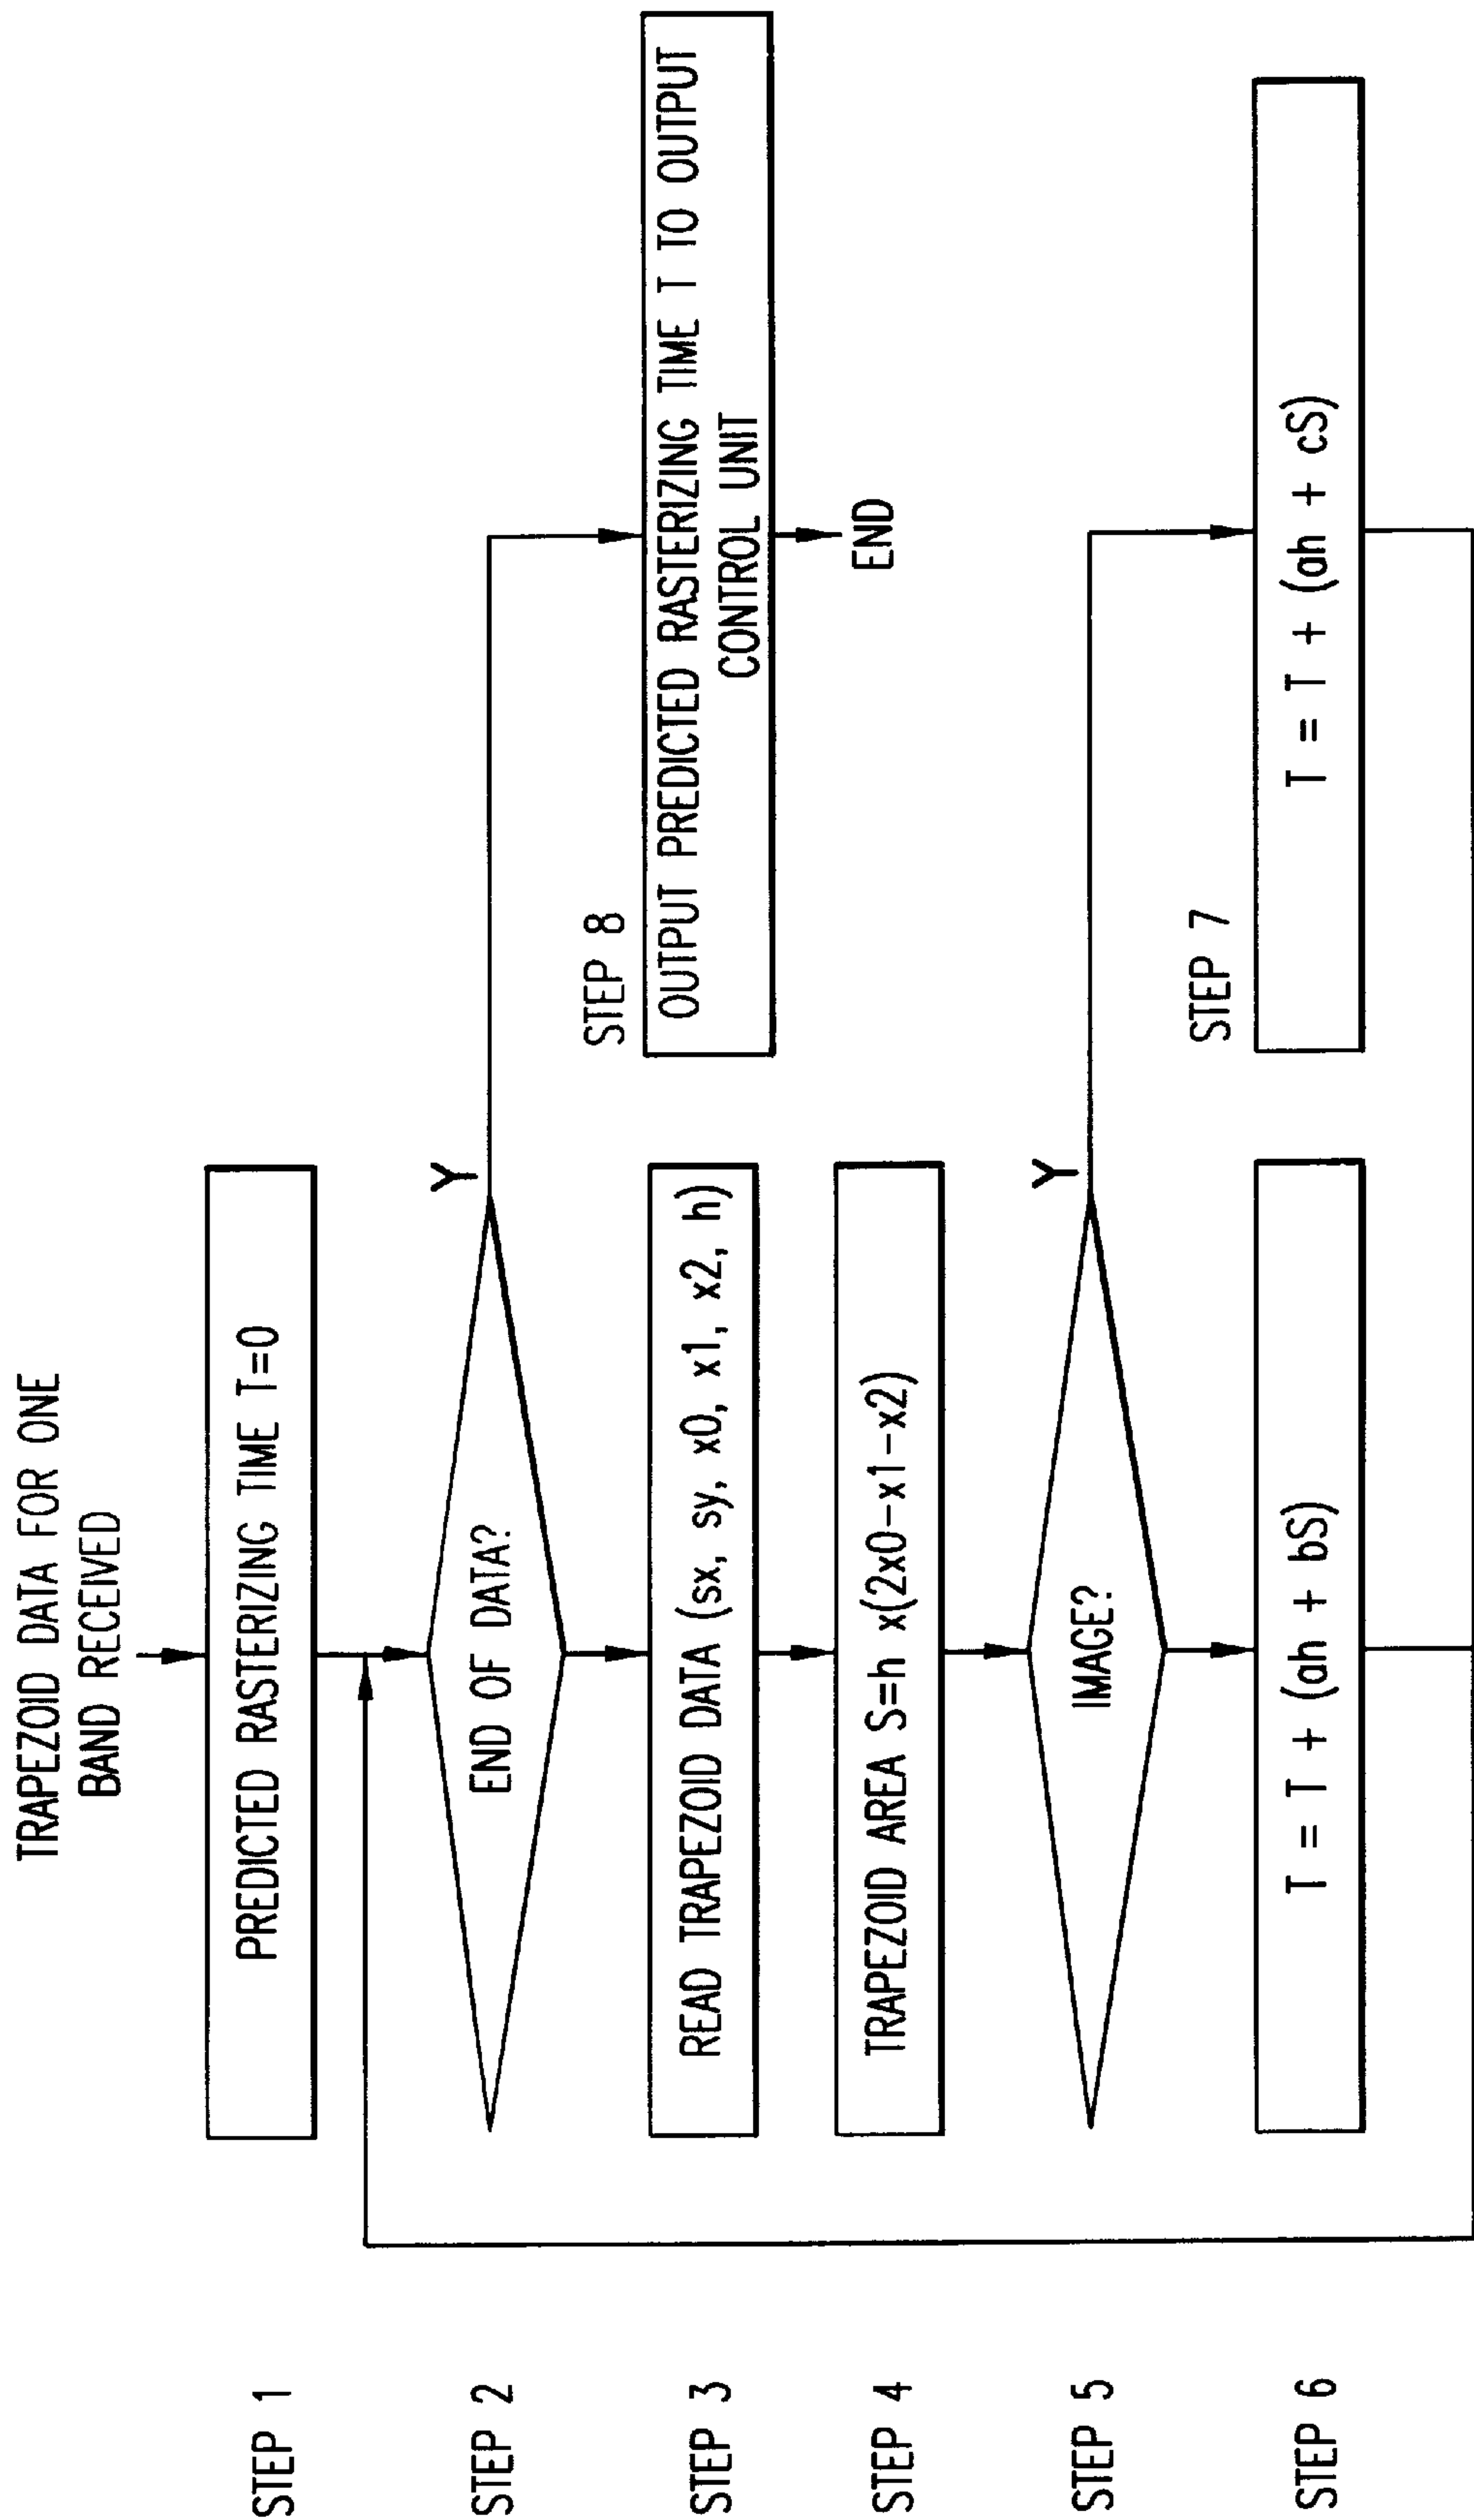 TRAPEZOID DATA FOR ONE
BAND RECEIVED
STEP 1
PREDICTED RASTERIZING TIME T=0
STEP 2
END OF DATA?
Y
STEP 8
OUTPUT PREDICTED RASTERIZING TIME T TO OUTPUT
CONTROL UNIT
END
STEP 3
READ TRAPEZOID DATA (sx, sy, x0, x1, x2, h)
STEP 4
TRAPEZOID AREA S=h x(2x0-x1-x2)
STEP 5
IMAGE?
Y
STEP 6
T = T + (ah + bS)
STEP 7
T = T + (ah + cS)